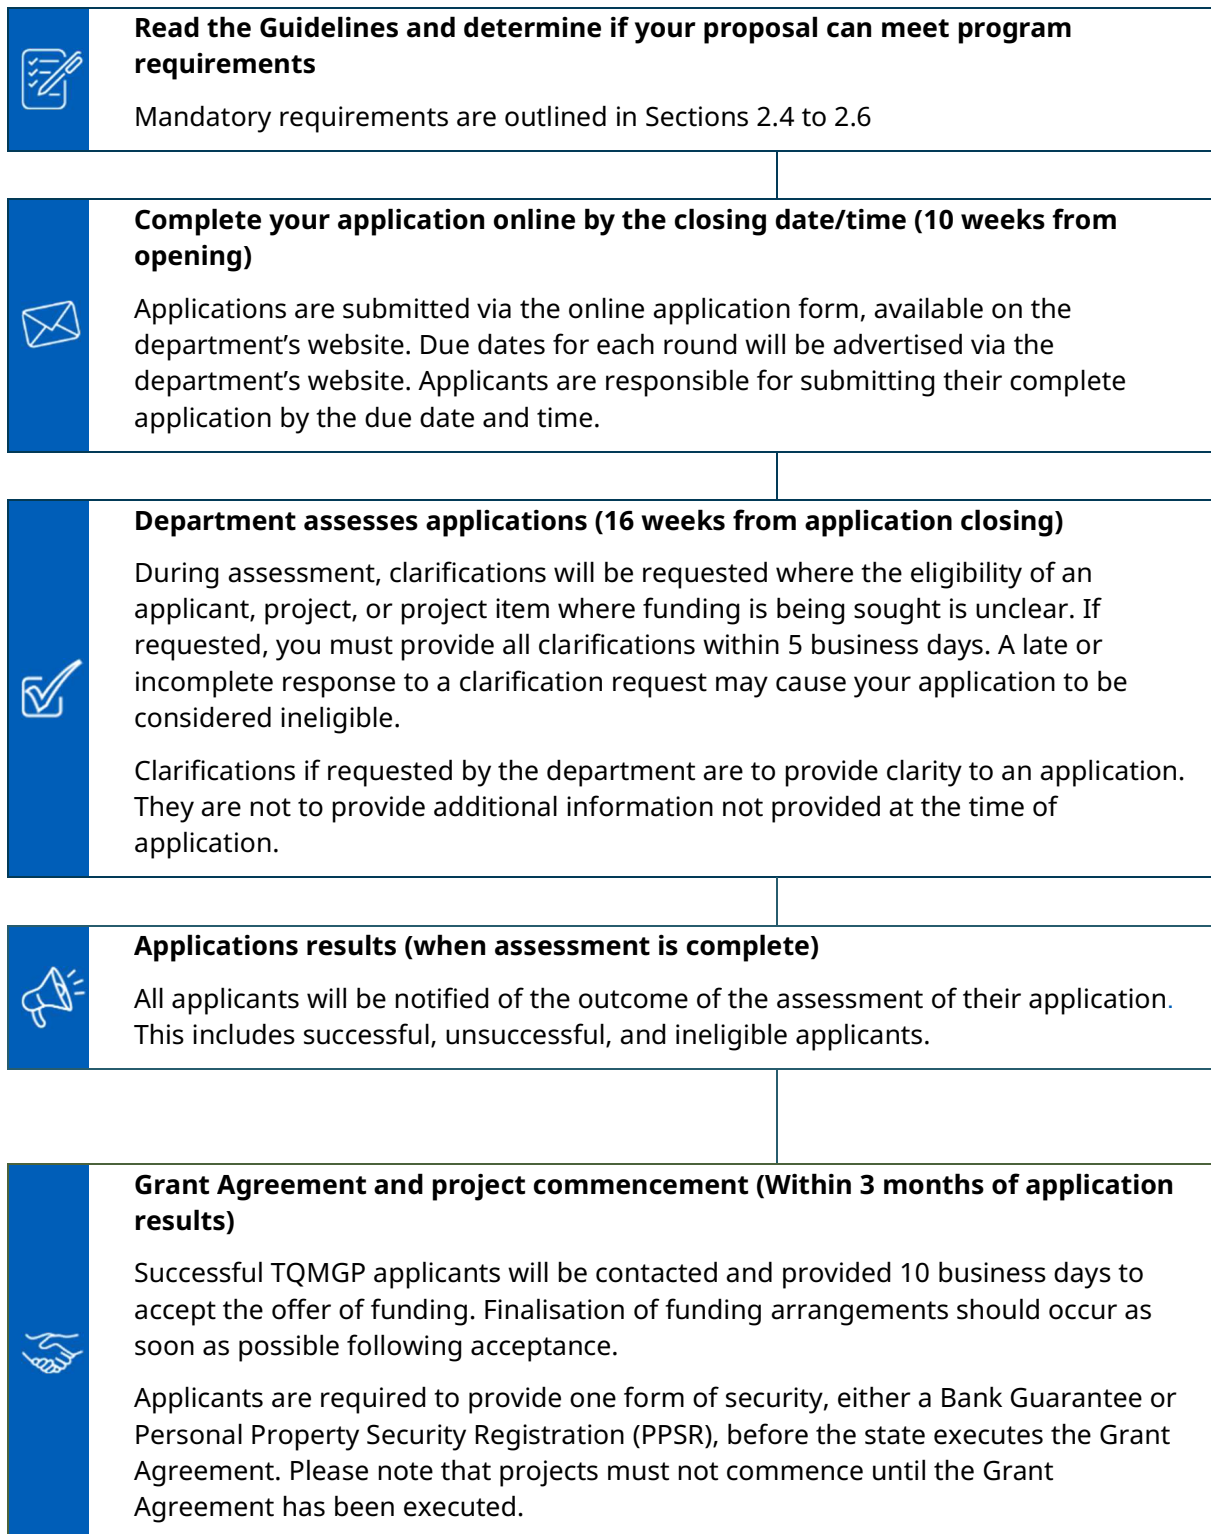 Read the Guidelines and determine if your proposal can meet program
requirements
Mandatory requirements are outlined in Sections 2.4 to 2.6
Complete your application online by the closing date/time (10 weeks from
opening)
Applications are submitted via the online application form, available on the
department’s website. Due dates for each round will be advertised via the
department’s website. Applicants are responsible for submitting their complete
application by the due date and time.
Department assesses applications (16 weeks from application closing)
During assessment, clarifications will be requested where the eligibility of an
applicant, project, or project item where funding is being sought is unclear. If
requested, you must provide all clarifications within 5 business days. A late or
incomplete response to a clarification request may cause your application to be
considered ineligible.
Clarifications if requested by the department are to provide clarity to an application.
They are not to provide additional information not provided at the time of
application.
Applications results (when assessment is complete)
All applicants will be notified of the outcome of the assessment of their application.
This includes successful, unsuccessful, and ineligible applicants.
Grant Agreement and project commencement (Within 3 months of application
results)
Successful TQMGP applicants will be contacted and provided 10 business days to
accept the offer of funding. Finalisation of funding arrangements should occur as
soon as possible following acceptance.
Applicants are required to provide one form of security, either a Bank Guarantee or
Personal Property Security Registration (PPSR), before the state executes the Grant
Agreement. Please note that projects must not commence until the Grant
Agreement has been executed.